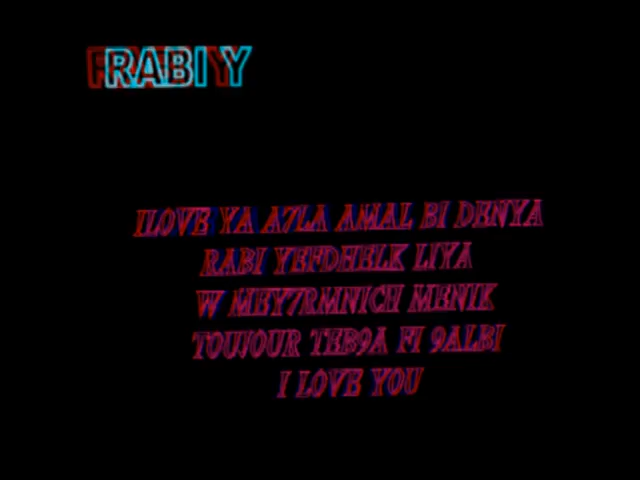 RABIY
ILOVE YA A7LA AMAL BI DENYA
RABI YEFDHELK LIYA
W MEY7RMNICH MENIK
TOUJOUR TEB9A FI 9ALBI
I LOVE YOU